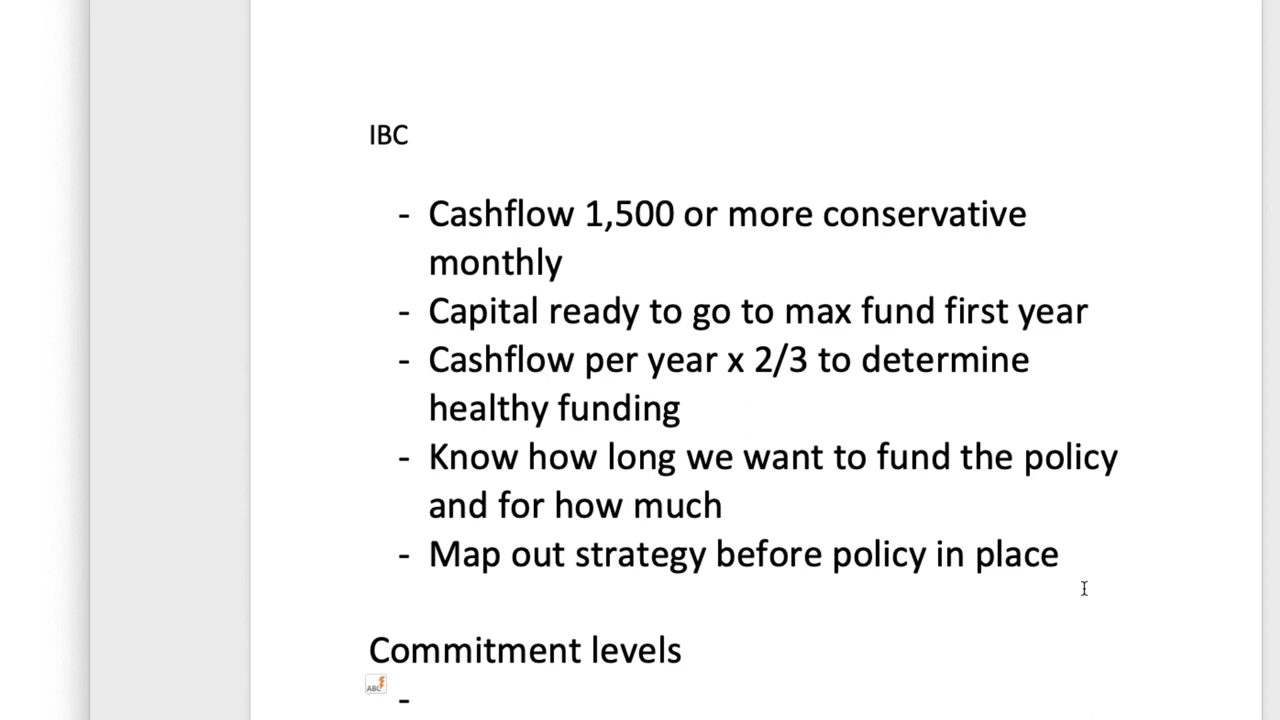 IBC
- Cashflow 1,500 or more conservative
monthly
- Capital ready to go to max fund first year
- Cashflow per year x 2/3 to determine
healthy funding
- Know how long we want to fund the policy
and for how much
- Map out strategy before policy in place
Commitment levels
ABC
-